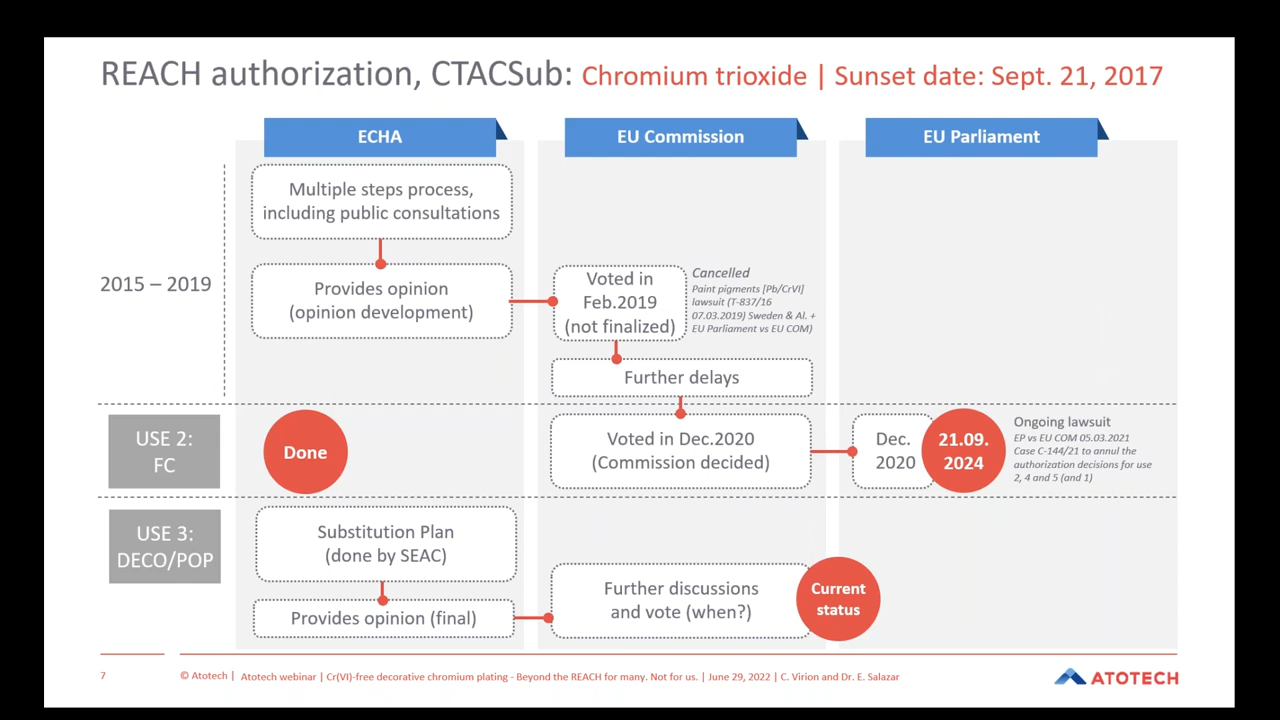 REACH authorization, CTACSub: Chromium trioxide | Sunset date: Sept. 21, 2017
ECHA
EU Commission
EU Parliament
2015 – 2019
Multiple steps process,
including public consultations
Provides opinion
(opinion development)
Voted in
Feb.2019
(not finalized)
Cancelled
Paint pigments [Pb/CrVI]
lawsuit (T-837/16
07.03.2019) Sweden & Al. +
EU Parliament vs EU COM)
Further delays
USE 2:
FC
Done
Voted in Dec.2020
(Commission decided)
Dec.
2020
21.09.
2024
Ongoing lawsuit
EP vs EU COM 05.03.2021
Case C-144/21 to annul the
authorization decisions for use
2, 4 and 5 (and 1)
USE 3:
DECO/POP
Substitution Plan
(done by SEAC)
Provides opinion (final)
Further discussions
and vote (when?)
Current
status
7
© Atotech | Atotech webinar | Cr(VI)-free decorative chromium plating - Beyond the REACH for many. Not for us. | June 29, 2022 | C. Virion and Dr. E. Salazar
ATOTECH